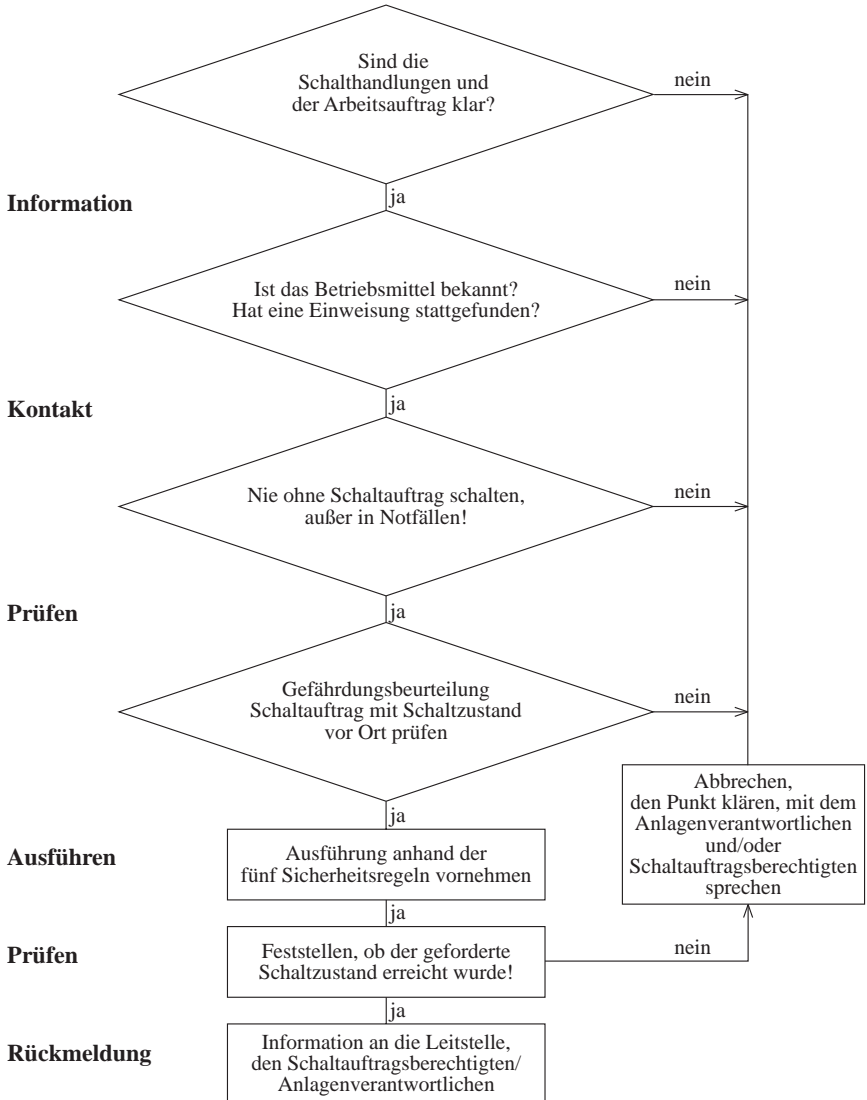 Sind die
Schalthandlungen und
der Arbeitsauftrag klar?
nein
ja
Information
Ist das Betriebsmittel bekannt?
Hat eine Einweisung stattgefunden?
nein
ja
Kontakt
Nie ohne Schaltauftrag schalten,
außer in Notfällen!
nein
ja
Prüfen
Gefährdungsbeurteilung
Schaltauftrag mit Schaltzustand
vor Ort prüfen
nein
ja
Abbrechen,
den Punkt klären, mit dem
Anlagenverantwortlichen
und/oder
Schaltauftragsberechtigten
sprechen
Ausführen
Ausführung anhand der
fünf Sicherheitsregeln vornehmen
ja
Prüfen
Feststellen, ob der geforderte
Schaltzustand erreicht wurde!
nein
ja
Rückmeldung
Information an die Leitstelle,
den Schaltauftragsberechtigten/
Anlagenverantwortlichen